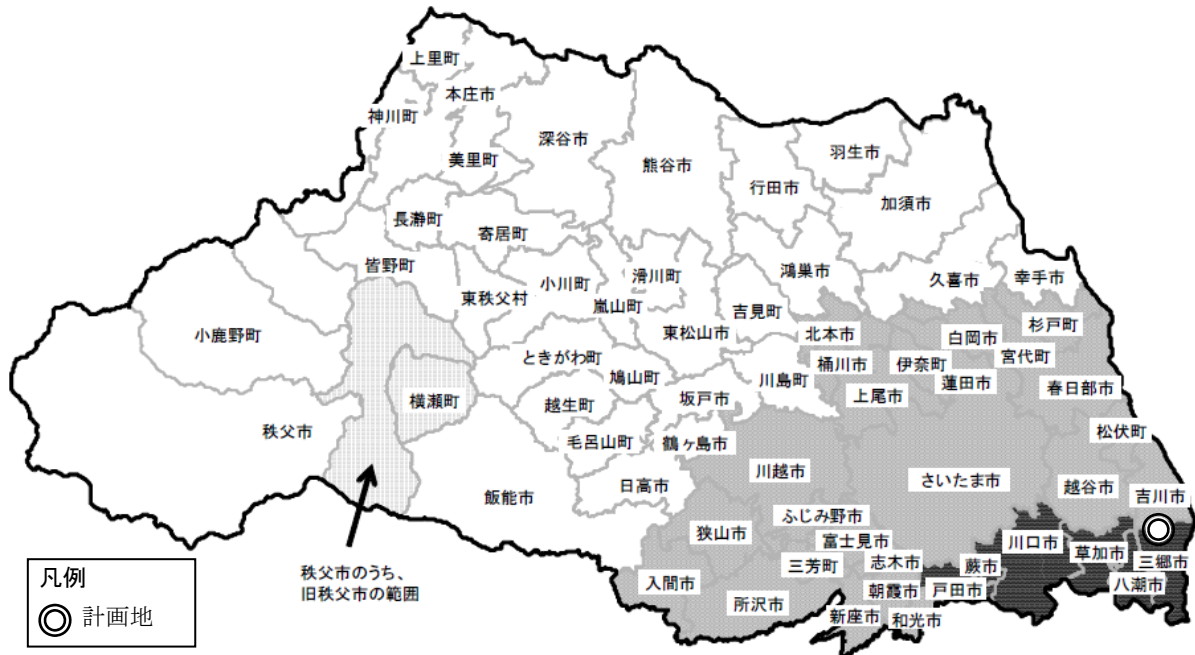 上里町
本庄市
神川町
美里町
深谷市
熊谷市
行田市
羽生市
加須市
長瀞町
寄居町
皆野町
東秩父村
小川町
嵐山町
滑川町
吉見町
鴻巣市
久喜市
幸手市
小鹿野町
ときがわ町
東松山市
北本市
白岡市
杉戸町
桶川市
伊奈町
宮代町
鳩山町
川島町
上尾市
蓮田市
春日部市
横瀬町
越生町
坂戸市
秩父市
毛呂山町
鶴ヶ島市
松伏町
川越市
さいたま市
越谷市
吉川市
飯能市
日高市
狭山市
ふじみ野市
富士見市
川口市
草加市
三郷市
入間市
三芳町
志木市
蕨市
八潮市
所沢市
朝霞市
戸田市
新座市
和光市
秩父市のうち、
旧秩父市の範囲
凡例
計画地